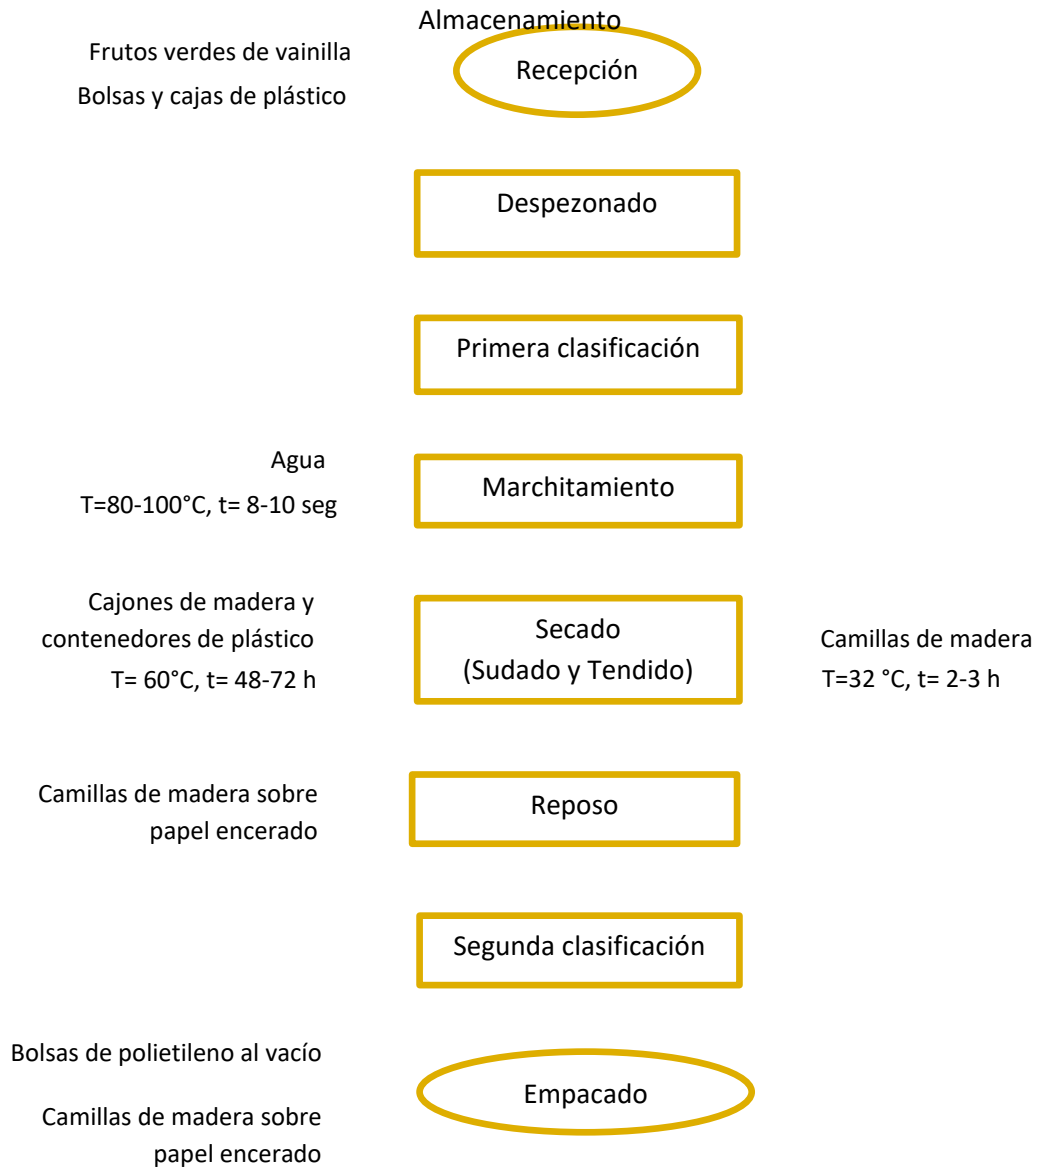 Almacenamiento
Frutos verdes de vainilla
Bolsas y cajas de plástico
Recepción
Despezonado
Primera clasificación
Agua
T=80-100°C, t= 8-10 seg
Marchitamiento
Cajones de madera y
contenedores de plástico
T= 60°C, t= 48-72 h
Secado
(Sudado y Tendido)
Camillas de madera
T=32 °C, t= 2-3 h
Camillas de madera sobre
papel encerado
Reposo
Segunda clasificación
Bolsas de polietileno al vacío
Empacado
Camillas de madera sobre
papel encerado